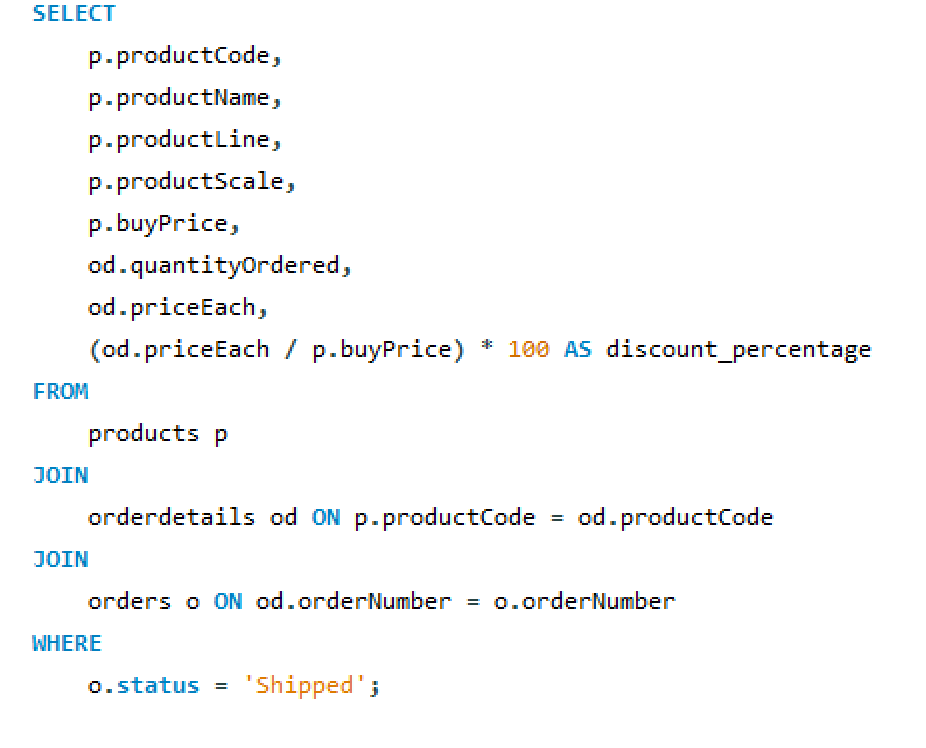 SELECT
    p.productCode,
    p.productName,
    p.productLine,
    p.productScale,
    p.buyPrice,
    od.quantityOrdered,
    od.priceEach,
    (od.priceEach / p.buyPrice) * 100 AS discount_percentage
FROM
    products p
JOIN
    orderdetails od ON p.productCode = od.productCode
JOIN
    orders o ON od.orderNumber = o.orderNumber
WHERE
    o.status = 'Shipped';